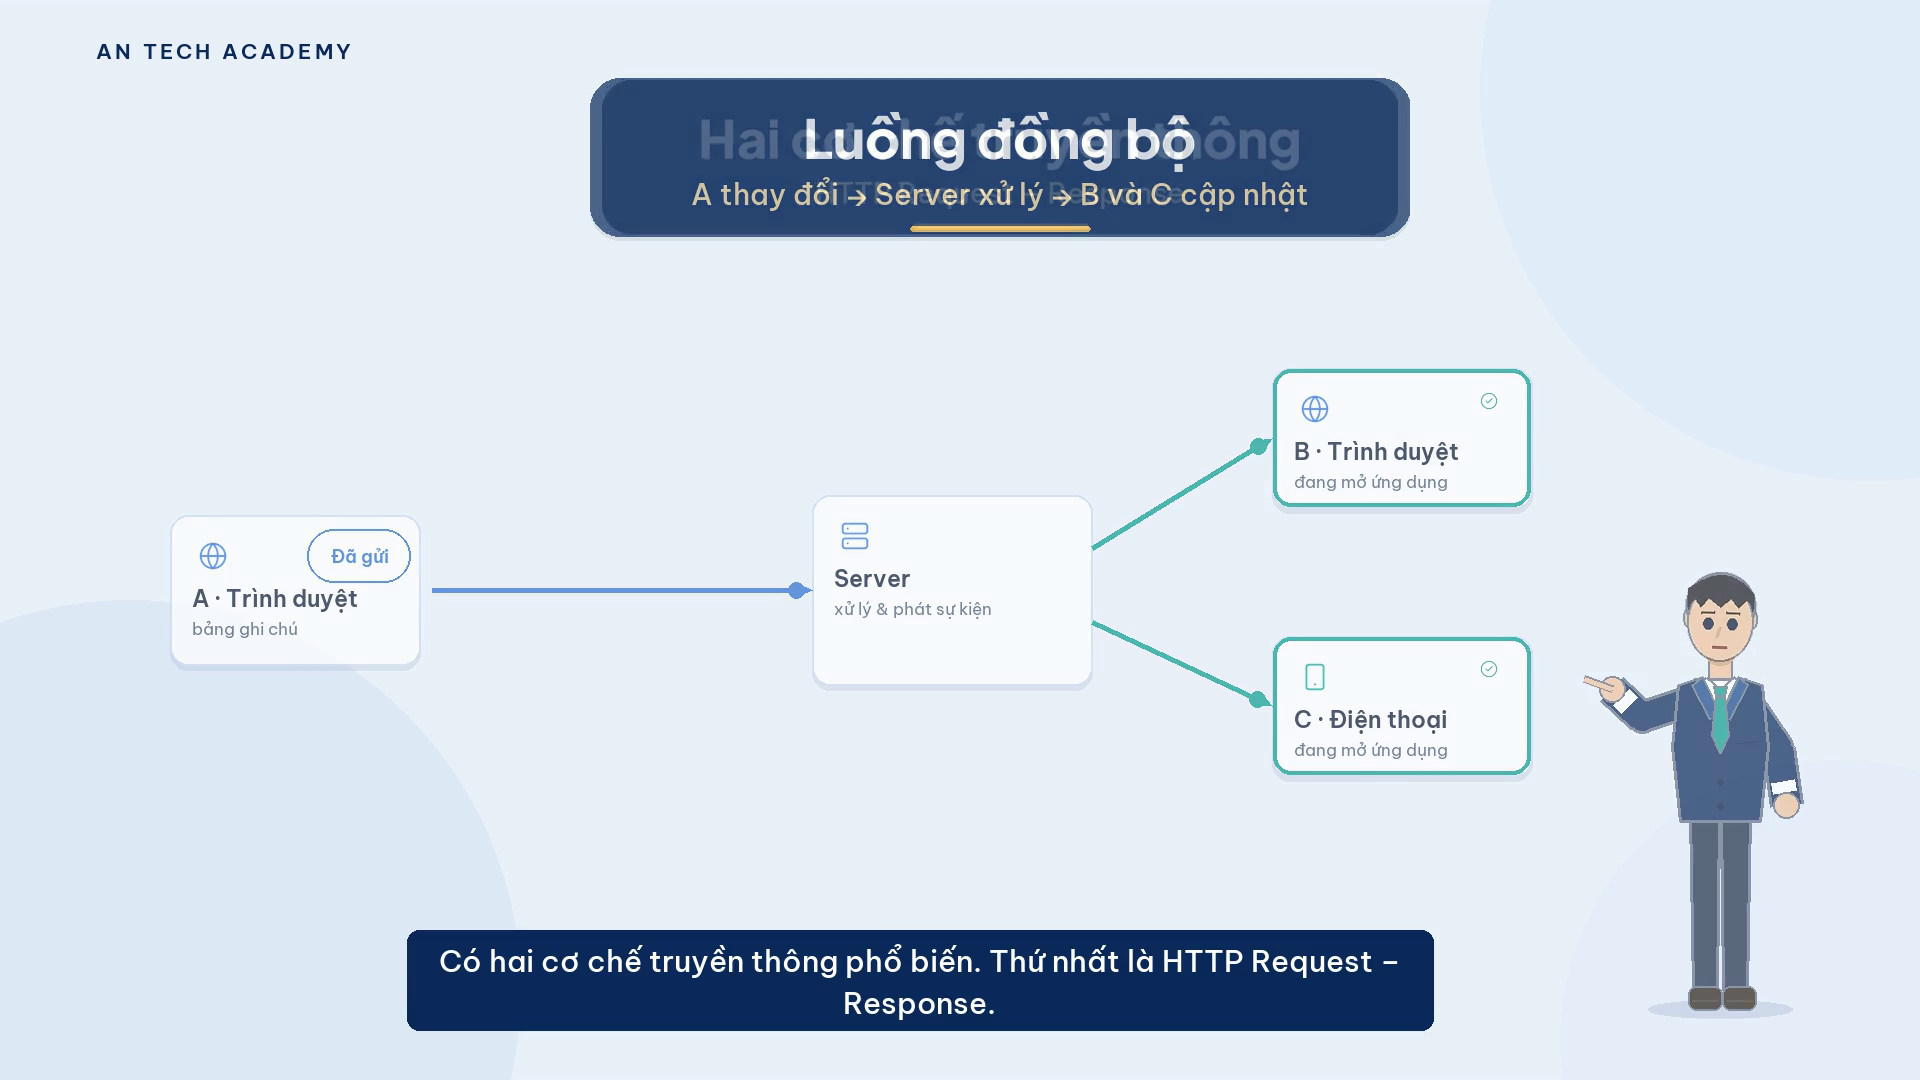 AN TECH ACADEMY
Luồng đồng bộ
A thay đổi → Server xử lý → B và C cập nhật
Đã gửi
A · Trình duyệt
bảng ghi chú
Server
xử lý & phát sự kiện
B · Trình duyệt
đang mở ứng dụng
C · Điện thoại
đang mở ứng dụng
Có hai cơ chế truyền thông phổ biến. Thứ nhất là HTTP Request –
Response.